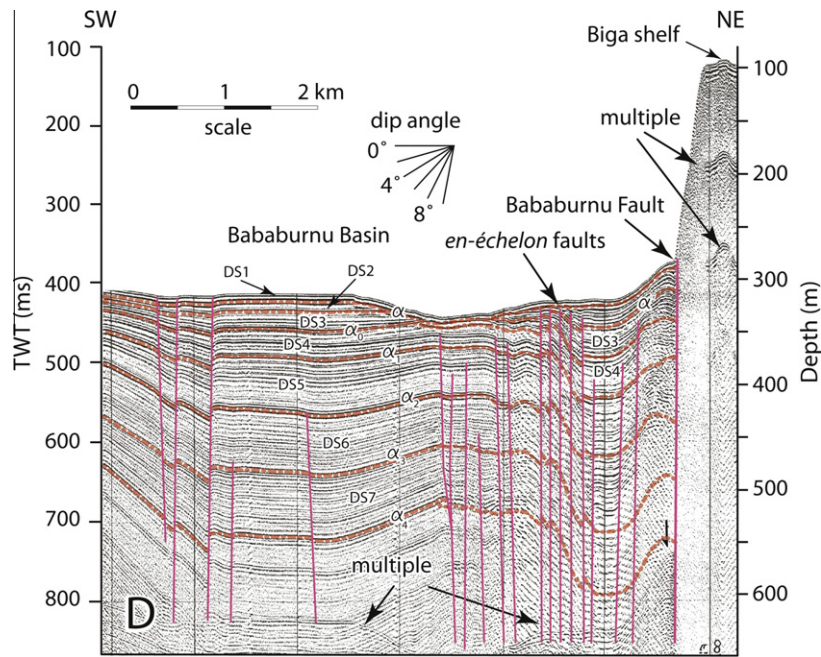 SW
NE
100
200
300
400
500
600
700
800
TWT (ms)
100
200
300
400
500
600
Depth (m)
0 1 2 km
scale
dip angle
0°
4°
8°
Biga shelf
multiple
Bababurnu Fault
en-échelon faults
Bababurnu Basin
DS1
DS2
α
α
DS3
α₀
DS3
DS4
α₁
DS4
DS5
α₂
DS6
α₃
DS7
α₄
multiple
D
8